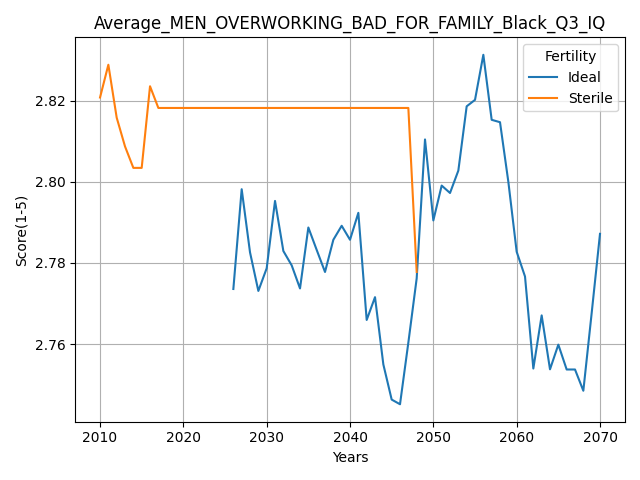 Average_MEN_OVERWORKING_BAD_FOR_FAMILY_Black_Q3_IQ
Fertility
Ideal
Sterile
2.82
2.80
2.78
2.76
Score(1-5)
2010 2020 2030 2040 2050 2060 2070
Years